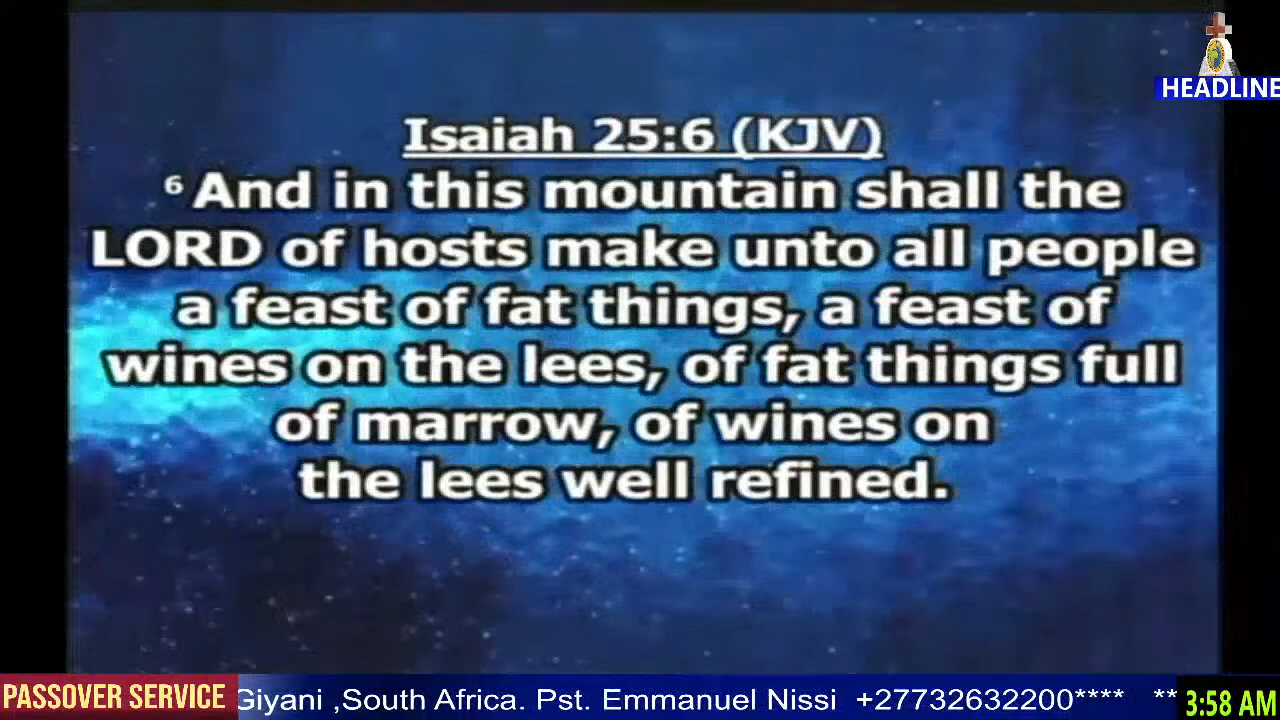 HEADLINE
Isaiah 25:6 (KJV)
6 And in this mountain shall the
LORD of hosts make unto all people
a feast of fat things, a feast of
wines on the lees, of fat things full
of marrow, of wines on
the lees well refined.
PASSOVER SERVICE
Giyani ,South Africa. Pst. Emmanuel Nissi +27732632200**** **
3:58 AM